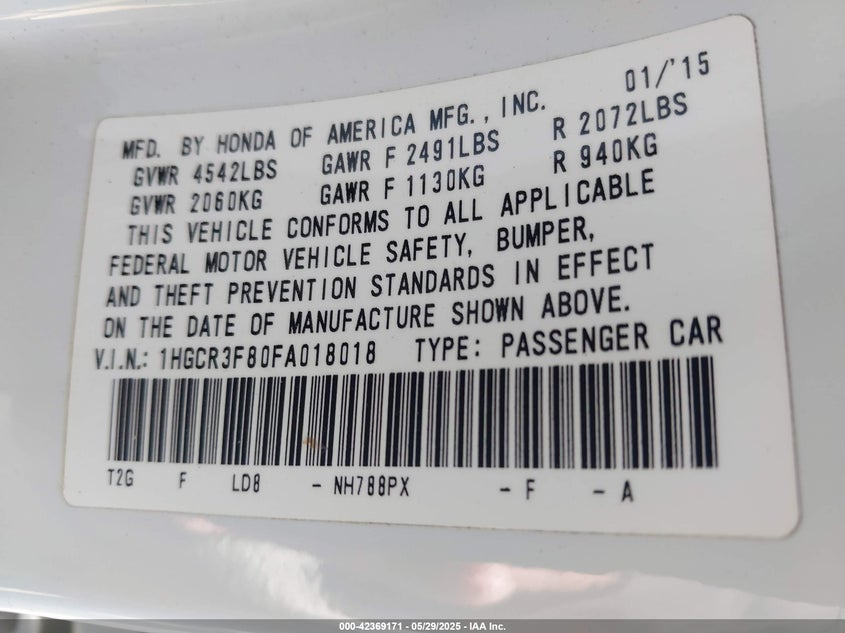 MFD. BY HONDA OF AMERICA MFG., INC. 01/'15
GVWR 4542LBS GAWR F 2491LBS R 2072LBS
GVWR 2060KG GAWR F 1130KG R 940KG
THIS VEHICLE CONFORMS TO ALL APPLICABLE
FEDERAL MOTOR VEHICLE SAFETY, BUMPER,
AND THEFT PREVENTION STANDARDS IN EFFECT
ON THE DATE OF MANUFACTURE SHOWN ABOVE.
V.I.N.: 1HGCR3F80FA018018 TYPE: PASSENGER CAR
T2G F LD8 - NH788PX - F - A
000-42369171 - 05/29/2025 - IAA Inc.